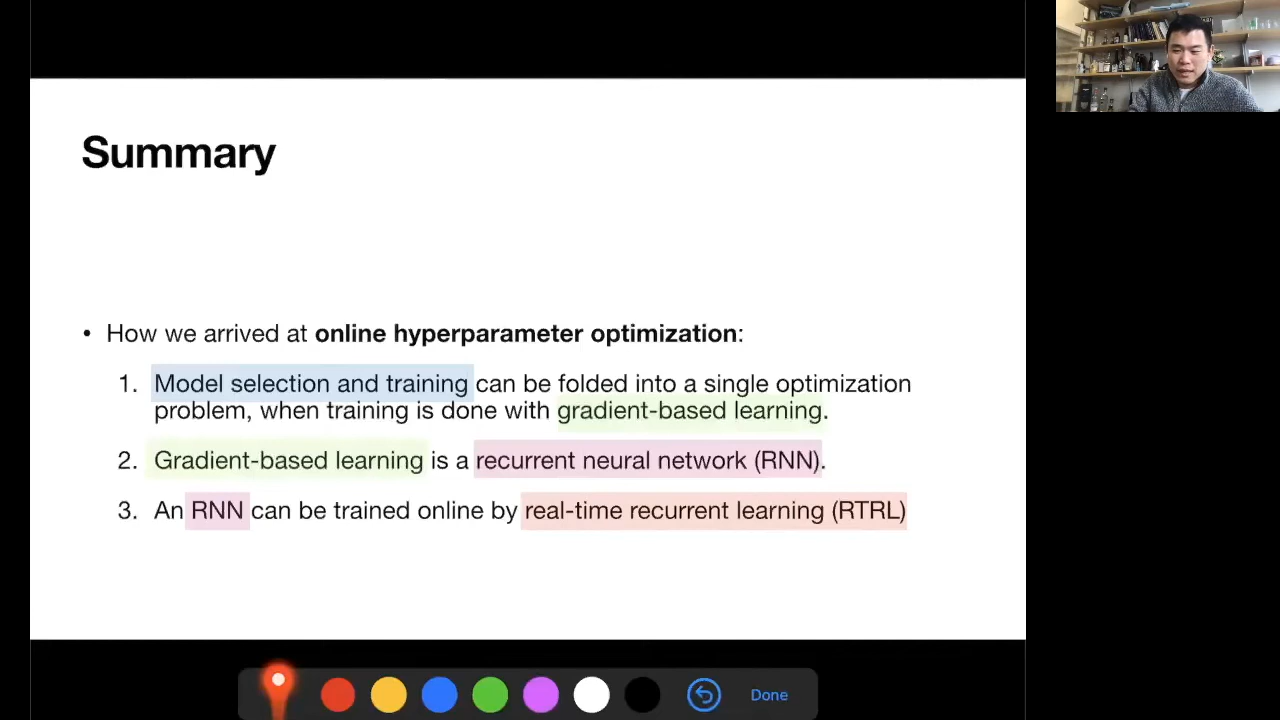 Summary
• How we arrived at online hyperparameter optimization:
1. Model selection and training can be folded into a single optimization
problem, when training is done with gradient-based learning.
2. Gradient-based learning is a recurrent neural network (RNN).
3. An RNN can be trained online by real-time recurrent learning (RTRL)
Done